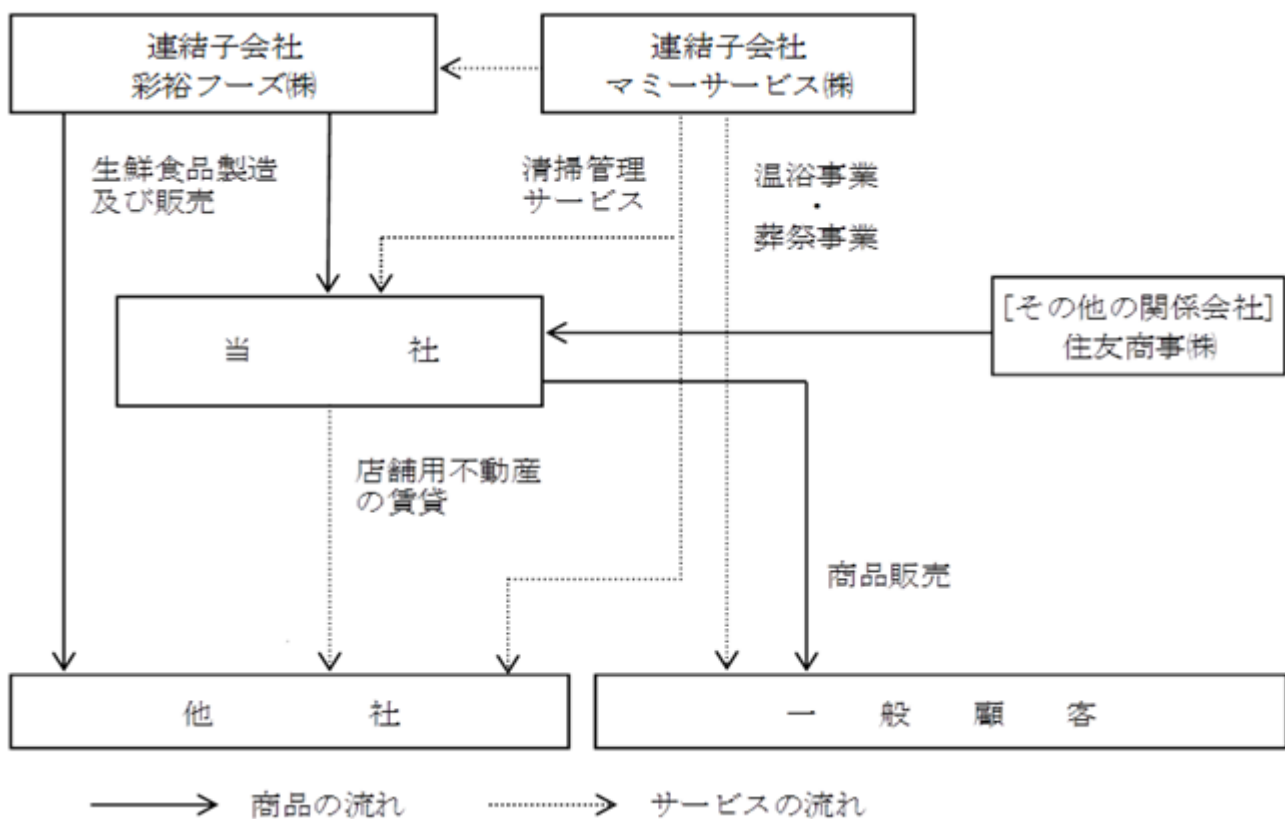 連結子会社
彩裕フーズ㈱
連結子会社
マミーサービス㈱
生鮮食品製造
及び販売
清掃管理
サービス
温浴事業
・
葬祭事業
[その他の関係会社]
住友商事㈱
当 社
店舗用不動産
の賃貸
商品販売
他 社
一 般 顧 客
商品の流れ
サービスの流れ